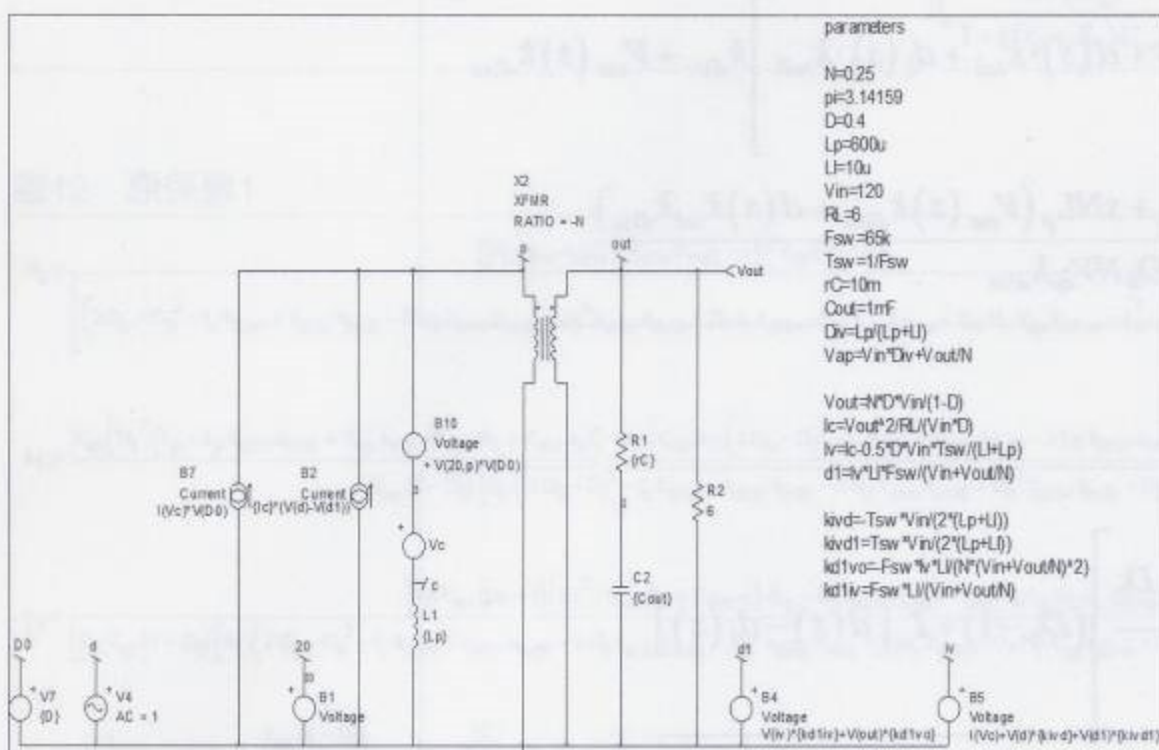 parameters
N=0.25
pi=3.14159
D=0.4
Lp=600u
Ll=10u
Vin=120
RL=6
Fsw=65k
Tsw=1/Fsw
rC=10m
Cout=1mF
Div=Lp/(Lp+Ll)
Vap=Vin*Div+Vout/N
Vout=N*D*Vin/(1-D)
Ic=Vout^2/RL/(Vin*D)
Iv=Ic-0.5*D*Vin*Tsw/(Ll+Lp)
d1=Iv*Ll*Fsw/(Vin+Vout/N)
kivd=-Tsw*Vin/(2*(Lp+Ll))
kivd1=Tsw*Vin/(2*(Lp+Ll))
kd1vo=-Fsw*Iv*Ll/(N*(Vin+Vout/N)^2)
kd1iv=Fsw*Ll/(Vin+Vout/N)
X2
XFMR
RATIO = -N
p
out
Vout
B10
Voltage
V(20,p)*V(D0)
B7
Current
I(Vc)*V(D0)
B2
Current
{Ic}*(V(d)-V(d1))
Vc
c
L1
{Lp}
R1
{rC}
R2
6
C2
{Cout}
D0
V7
{D}
d
V4
AC = 1
20
B1
Voltage
d1
B4
Voltage
V(iv)*{kd1iv}+V(out)*{kd1vo}
iv
B5
Voltage
I(Vc)+V(d)*{kivd}+V(d1)*{kivd1}